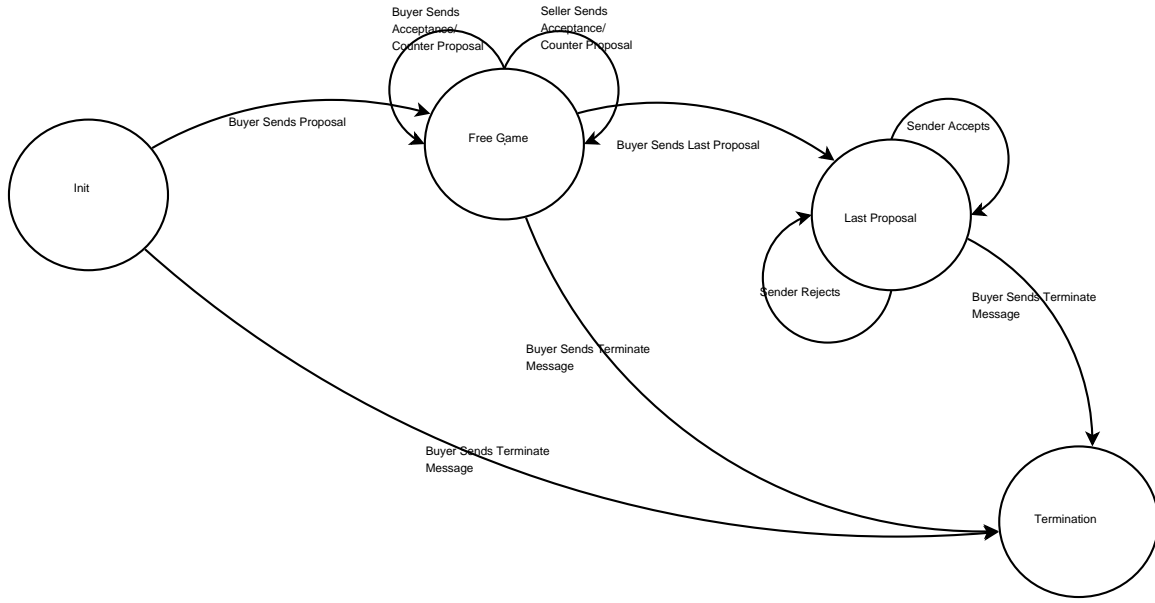 Buyer Sends
Acceptance/
Counter Proposal
Seller Sends
Acceptance/
Counter Proposal
Buyer Sends Proposal
Free Game
Buyer Sends Last Proposal
Sender Accepts
Init
Last Proposal
Sender Rejects
Buyer Sends Terminate
Message
Buyer Sends Terminate
Message
Buyer Sends Terminate
Message
Termination